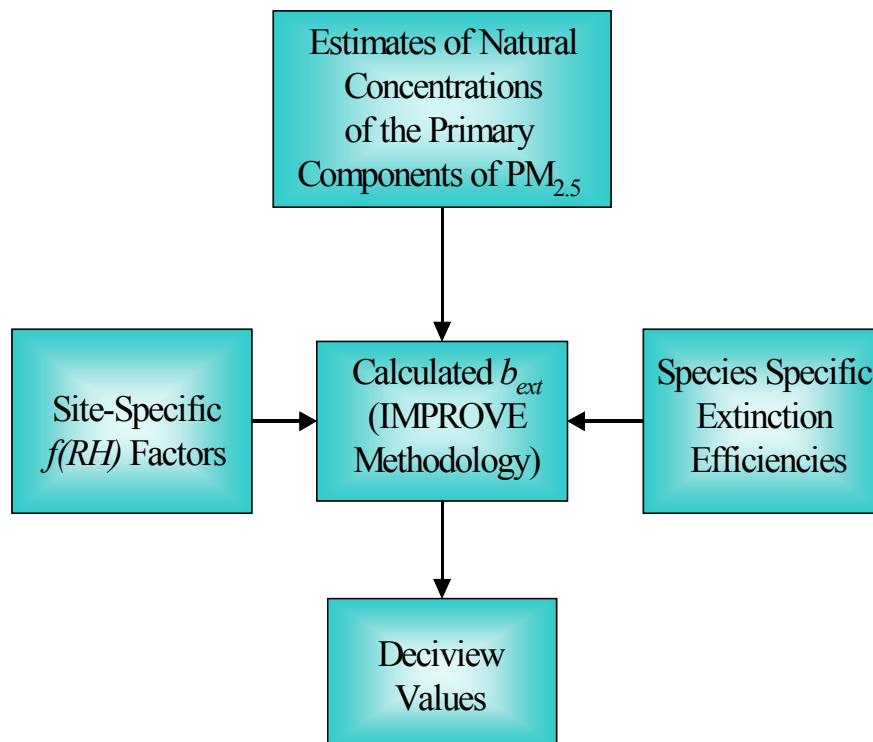 Estimates of Natural
Concentrations
of the Primary
Components of PM2.5
Site-Specific
f(RH) Factors
Calculated bext
(IMPROVE
Methodology)
Species Specific
Extinction
Efficiencies
Deciview
Values